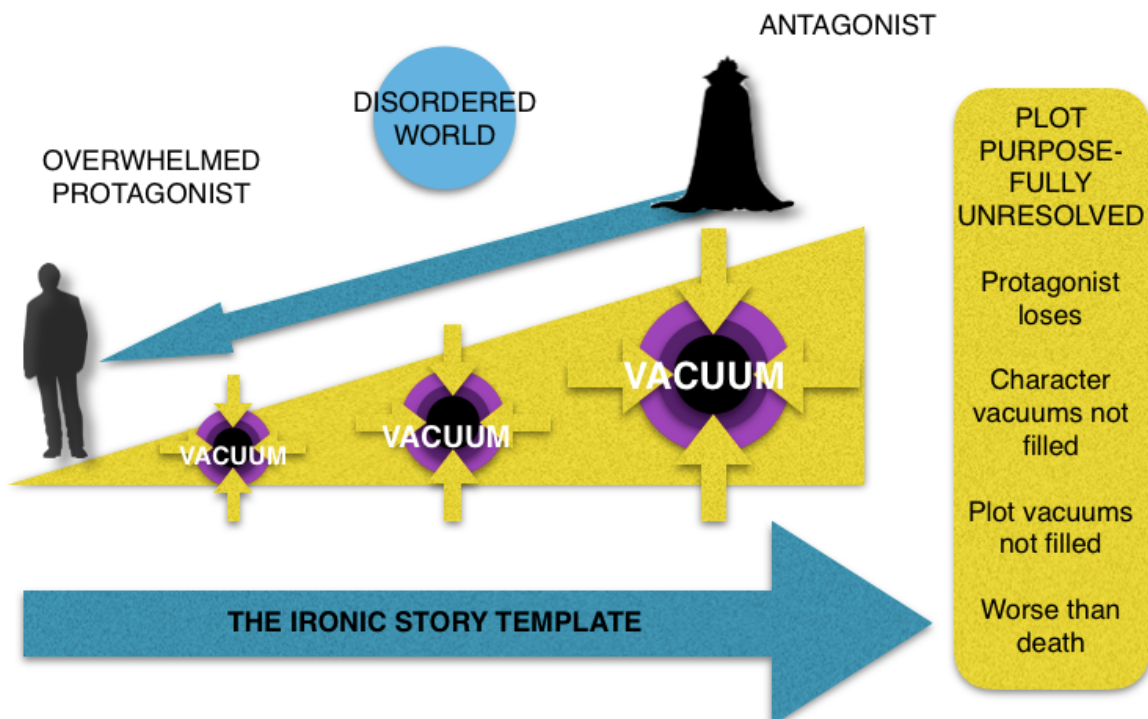 ANTAGONIST
DISORDERED
WORLD
OVERWHELMED
PROTAGONIST
VACUUM
VACUUM
VACUUM
THE IRONIC STORY TEMPLATE
PLOT
PURPOSE-
FULLY
UNRESOLVED
Protagonist
loses
Character
vacuums not
filled
Plot vacuums
not filled
Worse than
death